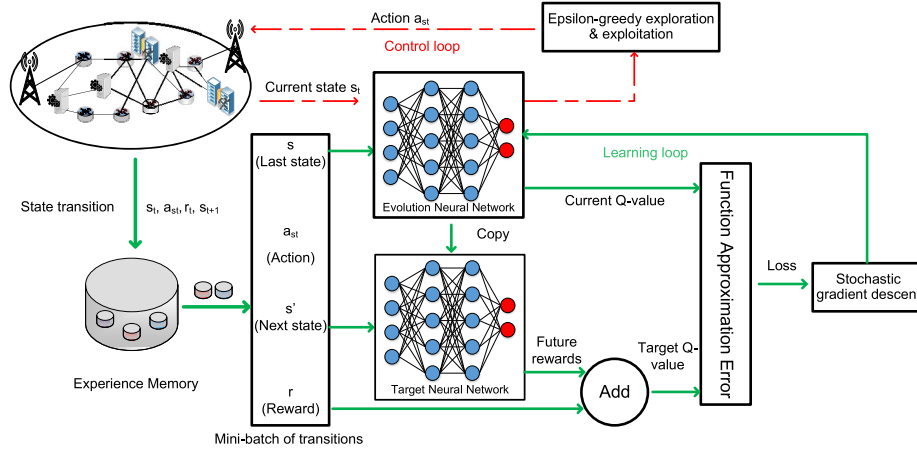 Action a_st
Control loop
Epsilon-greedy exploration
& exploitation
Current state s_t
s
(Last state)
Evolution Neural Network
Learning loop
Current Q-value
Function Approximation Error
State transition
s_t, a_st, r_t, s_t+1
a_st
(Action)
Copy
Loss
Stochastic
gradient descen
s'
(Next state)
Target Neural Network
Future
rewards
Add
Target Q-
value
Experience Memory
r
(Reward)
Mini-batch of transitions